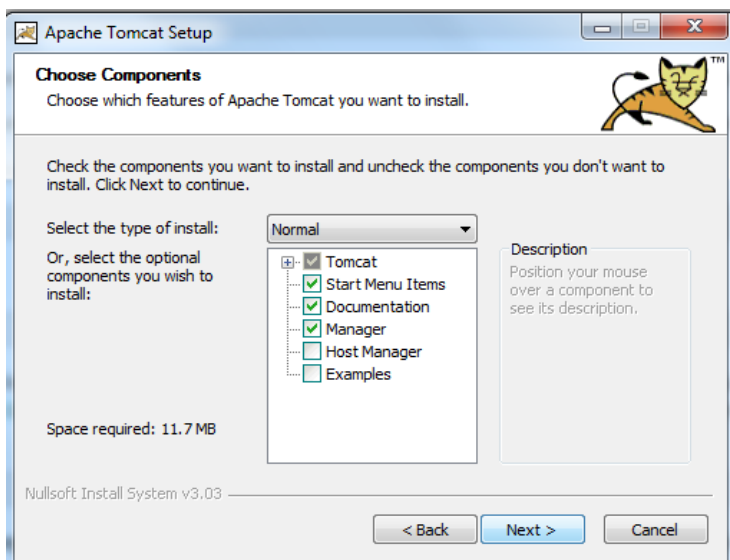 Apache Tomcat Setup
Choose Components
Choose which features of Apache Tomcat you want to install.
TM
Check the components you want to install and uncheck the components you don't want to
install. Click Next to continue.
Select the type of install:
Normal
Or, select the optional
components you wish to
install:
Tomcat
Start Menu Items
Documentation
Manager
Host Manager
Examples
Description
Position your mouse
over a component to
see its description.
Space required: 11.7 MB
Nullsoft Install System v3.03
< Back
Next >
Cancel